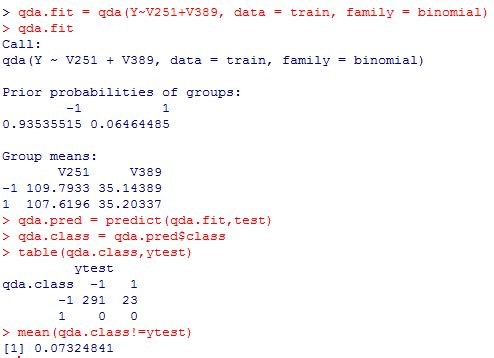 > qda.fit = qda(Y~V251+V389, data = train, family = binomial)
> qda.fit
Call:
qda(Y ~ V251 + V389, data = train, family = binomial)
Prior probabilities of groups:
-1 1
0.93535515 0.06464485
Group means:
V251 V389
-1 109.7933 35.14389
1 107.6196 35.20337
> qda.pred = predict(qda.fit,test)
> qda.class = qda.pred$class
> table(qda.class,ytest)
ytest
qda.class -1 1
-1 291 23
1 0 0
> mean(qda.class!=ytest)
[1] 0.07324841